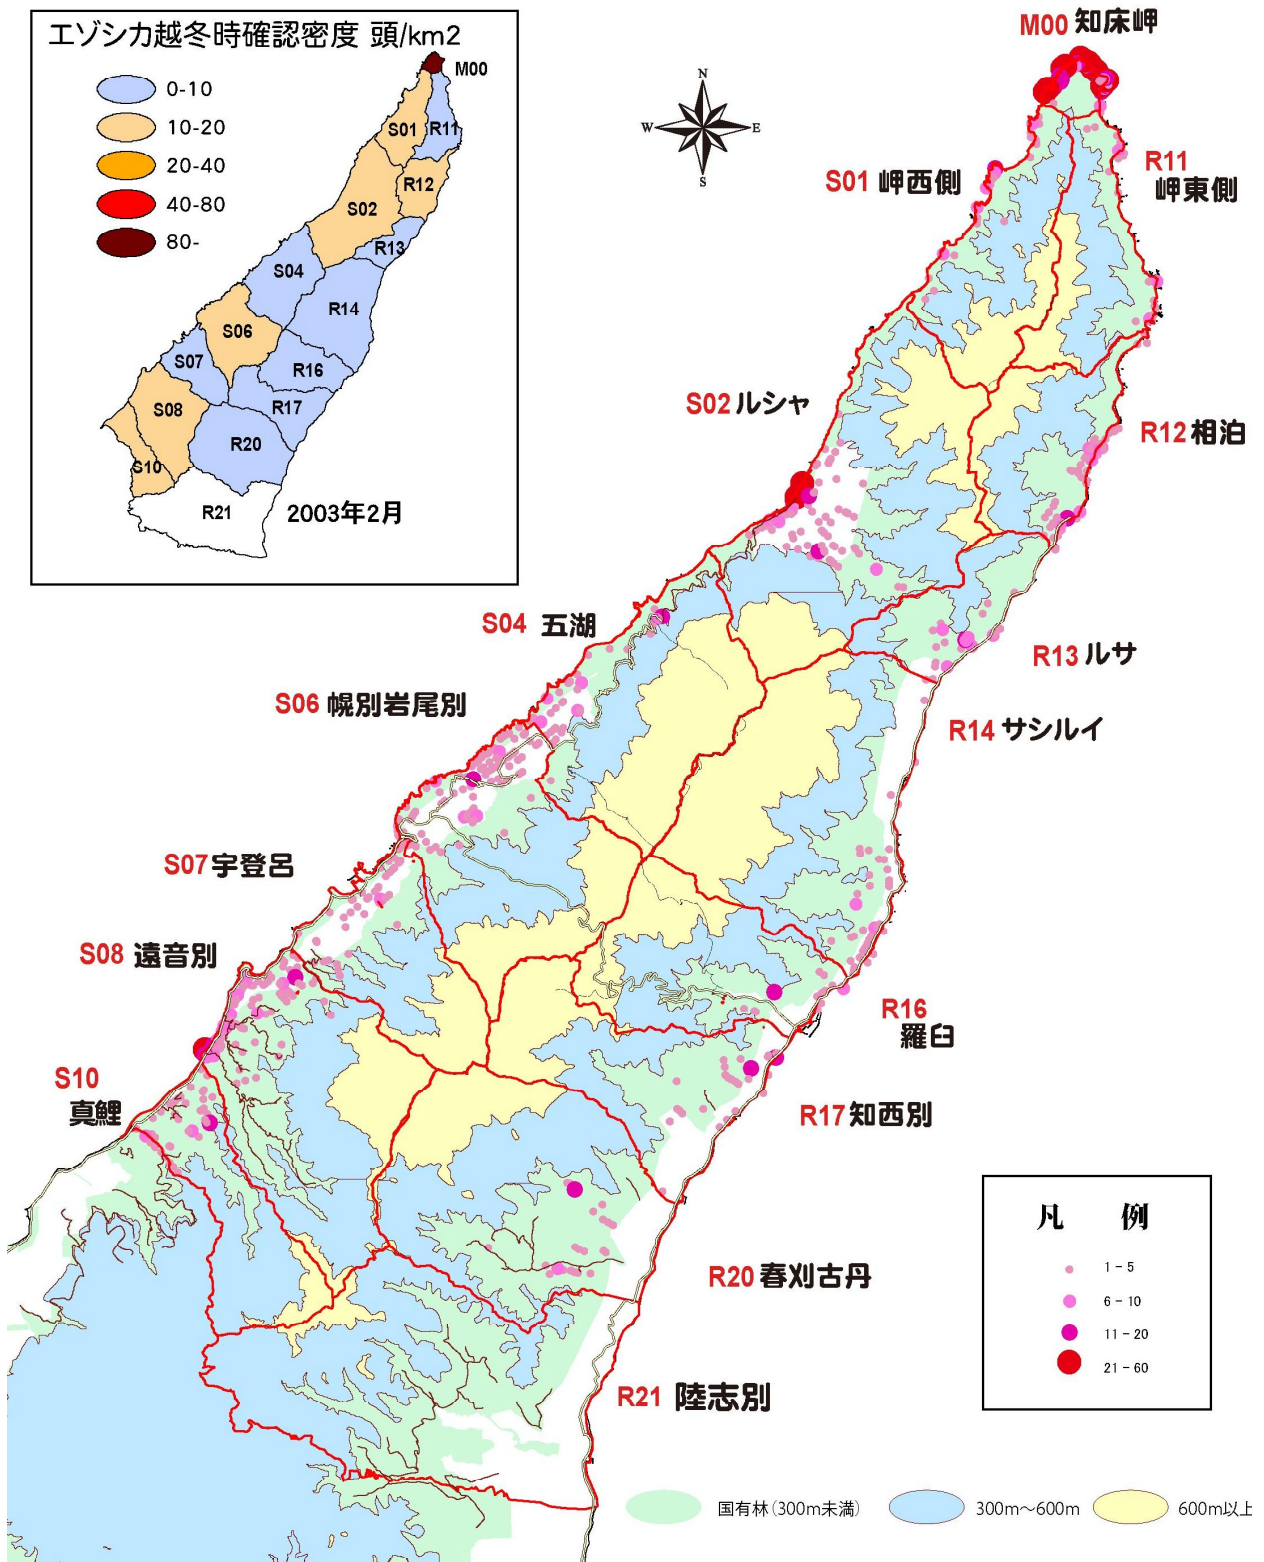 エゾシカ越冬時確認密度 頭/km2
0-10
10-20
20-40
40-80
80-
M00
S01
R11
R12
S02
R13
S04
R14
S06
S07
R16
R17
S08
R20
S10
R21
2003年2月
N
W
E
S
M00 知床岬
S01 岬西側
R11
岬東側
S02 ルシャ
R12 相泊
S04 五湖
R13 ルサ
S06 幌別岩尾別
R14 サシルイ
S07 宇登呂
S08 遠音別
R16
羅臼
S10
真鯉
R17 知西別
R20 春刈古丹
R21 陸志別
凡 例
1 - 5
6 - 10
11 - 20
21 - 60
国有林(300m未満)
300m～600m
600m以上